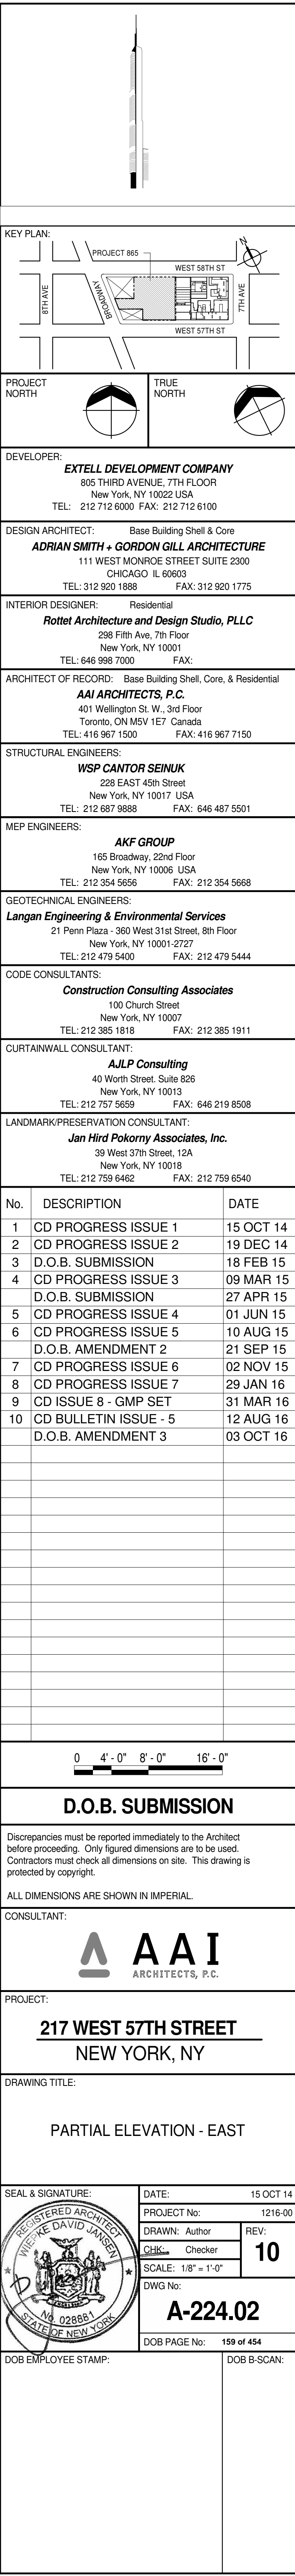 KEY PLAN:
N
PROJECT 865
WEST 58TH ST
8TH AVE
BROADWAY
7TH AVE
WEST 57TH ST
PROJECT NORTH
TRUE NORTH
DEVELOPER:
EXTELL DEVELOPMENT COMPANY
805 THIRD AVENUE, 7TH FLOOR
New York, NY 10022 USA
TEL: 212 712 6000 FAX: 212 712 6100
DESIGN ARCHITECT: Base Building Shell & Core
ADRIAN SMITH + GORDON GILL ARCHITECTURE
111 WEST MONROE STREET SUITE 2300
CHICAGO IL 60603
TEL: 312 920 1888 FAX: 312 920 1775
INTERIOR DESIGNER: Residential
Rottet Architecture and Design Studio, PLLC
298 Fifth Ave, 7th Floor
New York, NY 10001
TEL: 646 998 7000 FAX:
ARCHITECT OF RECORD: Base Building Shell, Core, & Residential
AAI ARCHITECTS, P.C.
401 Wellington St. W., 3rd Floor
Toronto, ON M5V 1E7 Canada
TEL: 416 967 1500 FAX: 416 967 7150
STRUCTURAL ENGINEERS:
WSP CANTOR SEINUK
228 EAST 45th Street
New York, NY 10017 USA
TEL: 212 687 9888 FAX: 646 487 5501
MEP ENGINEERS:
AKF GROUP
165 Broadway, 22nd Floor
New York, NY 10006 USA
TEL: 212 354 5656 FAX: 212 354 5668
GEOTECHNICAL ENGINEERS:
Langan Engineering & Environmental Services
21 Penn Plaza - 360 West 31st Street, 8th Floor
New York, NY 10001-2727
TEL: 212 479 5400 FAX: 212 479 5444
CODE CONSULTANTS:
Construction Consulting Associates
100 Church Street
New York, NY 10007
TEL: 212 385 1818 FAX: 212 385 1911
CURTAINWALL CONSULTANT:
AJLP Consulting
40 Worth Street. Suite 826
New York, NY 10013
TEL: 212 757 5659 FAX: 646 219 8508
LANDMARK/PRESERVATION CONSULTANT:
Jan Hird Pokorny Associates, Inc.
39 West 37th Street, 12A
New York, NY 10018
TEL: 212 759 6462 FAX: 212 759 6540
No. DESCRIPTION DATE
1 CD PROGRESS ISSUE 1 15 OCT 14
2 CD PROGRESS ISSUE 2 19 DEC 14
3 D.O.B. SUBMISSION 18 FEB 15
4 CD PROGRESS ISSUE 3 09 MAR 15
D.O.B. SUBMISSION 27 APR 15
5 CD PROGRESS ISSUE 4 01 JUN 15
6 CD PROGRESS ISSUE 5 10 AUG 15
D.O.B. AMENDMENT 2 21 SEP 15
7 CD PROGRESS ISSUE 6 02 NOV 15
8 CD PROGRESS ISSUE 7 29 JAN 16
9 CD ISSUE 8 - GMP SET 31 MAR 16
10 CD BULLETIN ISSUE - 5 12 AUG 16
D.O.B. AMENDMENT 3 03 OCT 16
0 4' - 0" 8' - 0" 16' - 0"
D.O.B. SUBMISSION
Discrepancies must be reported immediately to the Architect
before proceeding. Only figured dimensions are to be used.
Contractors must check all dimensions on site. This drawing is
protected by copyright.
ALL DIMENSIONS ARE SHOWN IN IMPERIAL.
CONSULTANT:
AAI
ARCHITECTS, P.C.
PROJECT:
217 WEST 57TH STREET
NEW YORK, NY
DRAWING TITLE:
PARTIAL ELEVATION - EAST
SEAL & SIGNATURE:
REGISTERED ARCHITECT
WIEPKE DAVID JANSEN
No. 028681
STATE OF NEW YORK
DATE: 15 OCT 14
PROJECT No: 1216-00
DRAWN: Author
REV:
10
CHK: Checker
SCALE: 1/8" = 1'-0"
DWG No:
A-224.02
DOB PAGE No: 159 of 454
DOB EMPLOYEE STAMP:
DOB B-SCAN: